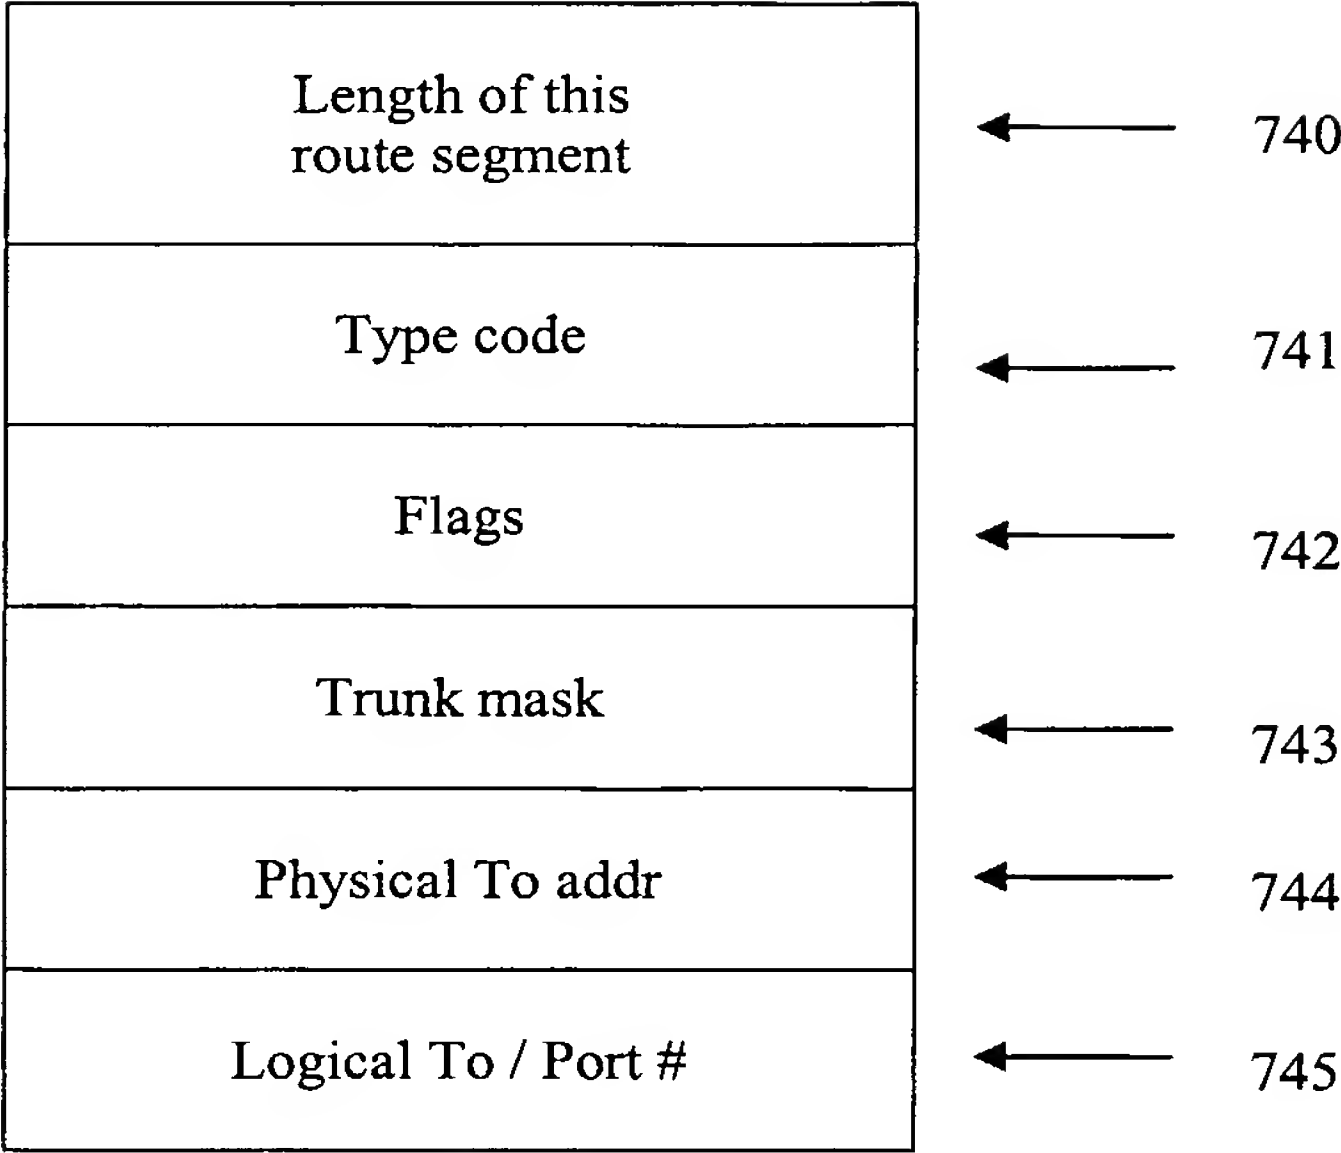 Length of this
route segment
740
Type code
741
Flags
742
Trunk mask
743
Physical To addr
744
Logical To / Port #
745